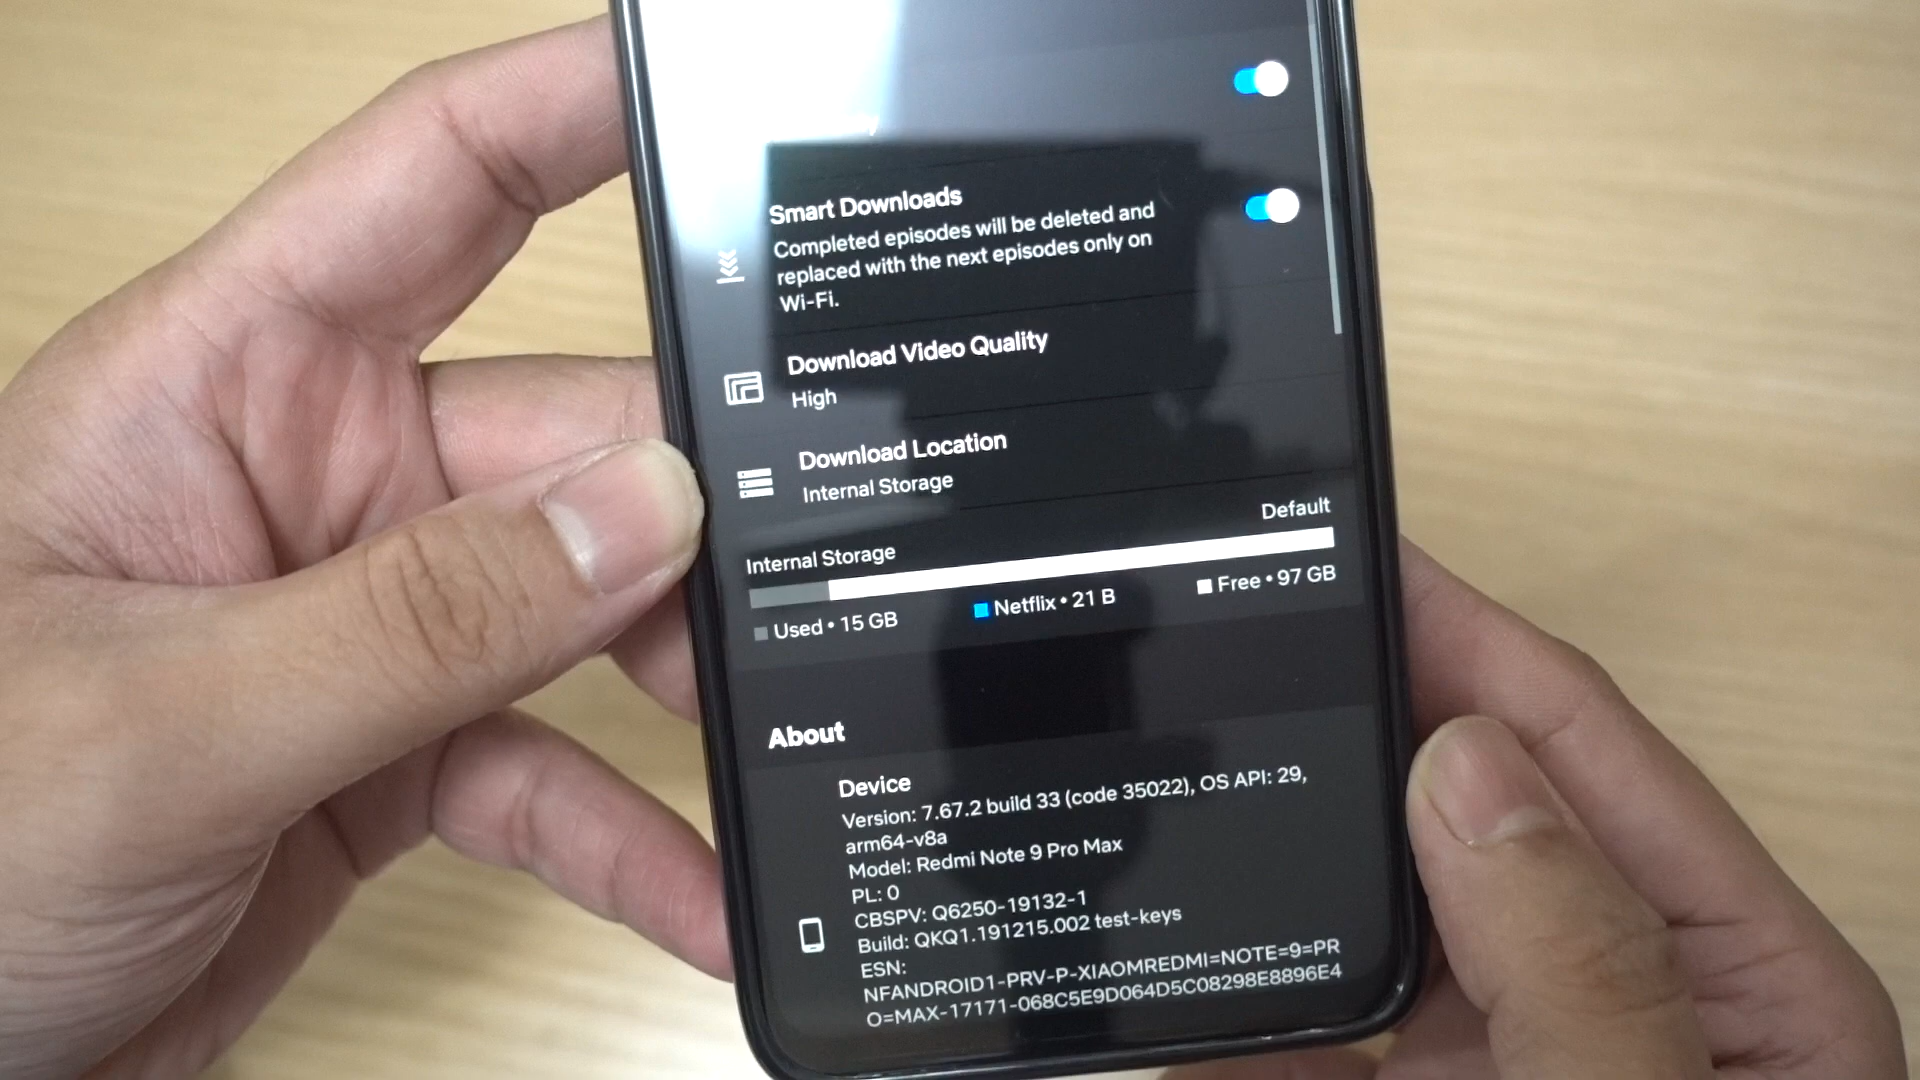 Smart Downloads
Completed episodes will be deleted and
replaced with the next episodes only on
Wi-Fi.
Download Video Quality
High
Download Location
Internal Storage
Default
Internal Storage
Used • 15 GB
Netflix • 21 B
Free • 97 GB
About
Device
Version: 7.67.2 build 33 (code 35022), OS API: 29,
arm64-v8a
Model: Redmi Note 9 Pro Max
PL: 0
CBSPV: Q6250-19132-1
Build: QKQ1.191215.002 test-keys
ESN:
NFANDROID1-PRV-P-XIAOMREDMI=NOTE=9=PR
O=MAX-17171-068C5E9D064D5C08298E8896E4